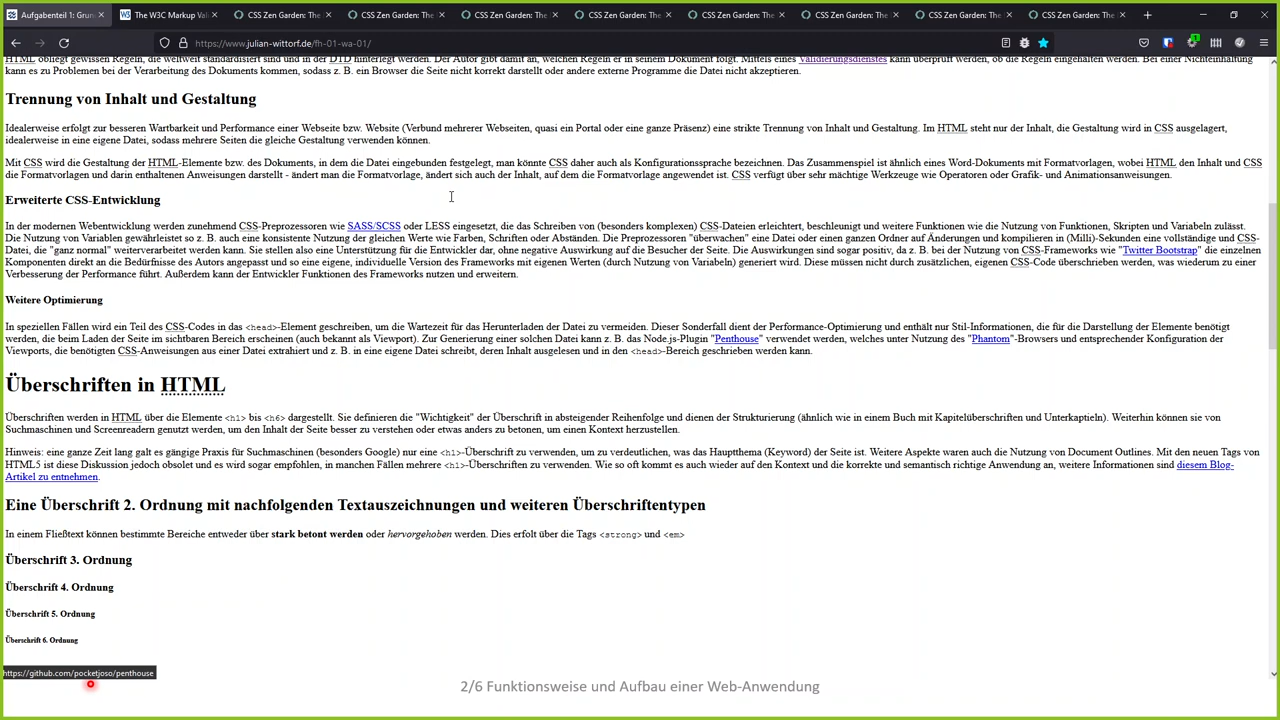 Aufgabenteil 1: Grun
The W3C Markup Val
CSS Zen Garden: The
CSS Zen Garden: The
CSS Zen Garden: The
CSS Zen Garden: The
CSS Zen Garden: The
CSS Zen Garden: The
CSS Zen Garden: The
CSS Zen Garden: The
https://www.julian-wittorf.de/fh-01-wa-01/
HTML obliegt gewissen Regeln, die weltweit standardisiert sind und in der DTD hinterlegt werden. Der Autor gibt damit an, welchen Regeln er in seinem Dokument folgt. Mittels eines Validierungsdienstes kann überprüft werden, ob die Regeln eingehalten werden. Bei einer Nichteinhaltung
kann es zu Problemen bei der Verarbeitung des Dokuments kommen, sodass z. B. ein Browser die Seite nicht korrekt darstellt oder andere externe Programme die Datei nicht akzeptieren.
Trennung von Inhalt und Gestaltung
Idealerweise erfolgt zur besseren Wartbarkeit und Performance einer Webseite bzw. Website (Verbund mehrerer Webseiten, quasi ein Portal oder eine ganze Präsenz) eine strikte Trennung von Inhalt und Gestaltung. Im HTML steht nur der Inhalt, die Gestaltung wird in CSS ausgelagert,
idealerweise in eine eigene Datei, sodass mehrere Seiten die gleiche Gestaltung verwenden können.
Mit CSS wird die Gestaltung der HTML-Elemente bzw. des Dokuments, in dem die Datei eingebunden festgelegt, man könnte CSS daher auch als Konfigurationssprache bezeichnen. Das Zusammenspiel ist ähnlich eines Word-Dokuments mit Formatvorlagen, wobei HTML den Inhalt und CSS
die Formatvorlagen und darin enthaltenen Anweisungen darstellt - ändert man die Formatvorlage, ändert sich auch der Inhalt, auf dem die Formatvorlage angewendet ist. CSS verfügt über sehr mächtige Werkzeuge wie Operatoren oder Grafik- und Animationsanweisungen.
Erweiterte CSS-Entwicklung
In der modernen Webentwicklung werden zunehmend CSS-Preprozessoren wie SASS/SCSS oder LESS eingesetzt, die das Schreiben von (besonders komplexen) CSS-Dateien erleichtert, beschleunigt und weitere Funktionen wie die Nutzung von Funktionen, Skripten und Variablen zulässt.
Die Nutzung von Variablen gewährleistet so z. B. auch eine konsistente Nutzung der gleichen Werte wie Farben, Schriften oder Abständen. Die Preprozessoren "überwachen" eine Datei oder einen ganzen Ordner auf Änderungen und kompilieren in (Milli)-Sekunden eine vollständige und CSS-
Datei, die "ganz normal" weiterverarbeitet werden kann. Sie stellen also eine Unterstützung für die Entwickler dar, ohne negative Auswirkung auf die Besucher der Seite. Die Auswirkungen sind sogar positiv, da z. B. bei der Nutzung von CSS-Frameworks wie "Twitter Bootstrap" die einzelnen
Komponenten direkt an die Bedürfnisse des Autors angepasst und so eine eigene, individuelle Version des Frameworks mit eigenen Werten (durch Nutzung von Variabeln) generiert wird. Diese müssen nicht durch zusätzlichen, eigenen CSS-Code überschrieben werden, was wiederum zu einer
Verbesserung der Performance führt. Außerdem kann der Entwickler Funktionen des Frameworks nutzen und erweitern.
Weitere Optimierung
In speziellen Fällen wird ein Teil des CSS-Codes in das <head>-Element geschreiben, um die Wartezeit für das Herunterladen der Datei zu vermeiden. Dieser Sonderfall dient der Performance-Optimierung und enthält nur Stil-Informationen, die für die Darstellung der Elemente benötigt
werden, die beim Laden der Seite im sichtbaren Bereich erscheinen (auch bekannt als Viewport). Zur Generierung einer solchen Datei kann z. B. das Node.js-Plugin "Penthouse" verwendet werden, welches unter Nutzung des "Phantom"-Browsers und entsprechender Konfiguration der
Viewports, die benötigten CSS-Anweisungen aus einer Datei extrahiert und z. B. in eine eigene Datei schreibt, deren Inhalt ausgelesen und in den <head>-Bereich geschrieben werden kann.
Überschriften in HTML
Überschriften werden in HTML über die Elemente <h1> bis <h6> dargestellt. Sie definieren die "Wichtigkeit" der Überschrift in absteigender Reihenfolge und dienen der Strukturierung (ähnlich wie in einem Buch mit Kapitelüberschriften und Unterkaptieln). Weiterhin können sie von
Suchmaschinen und Screenreadern genutzt werden, um den Inhalt der Seite besser zu verstehen oder etwas anders zu betonen, um einen Kontext herzustellen.
Hinweis: eine ganze Zeit lang galt es gängige Praxis für Suchmaschinen (besonders Google) nur eine <h1>-Überschrift zu verwenden, um zu verdeutlichen, was das Hauptthema (Keyword) der Seite ist. Weitere Aspekte waren auch die Nutzung von Document Outlines. Mit den neuen Tags von
HTML5 ist diese Diskussion jedoch obsolet und es wird sogar empfohlen, in manchen Fällen mehrere <h1>-Überschriften zu verwenden. Wie so oft kommt es auch wieder auf den Kontext und die korrekte und semantisch richtige Anwendung an, weitere Informationen sind diesem Blog-
Artikel zu entnehmen.
Eine Überschrift 2. Ordnung mit nachfolgenden Textauszeichnungen und weiteren Überschriftentypen
In einem Fließtext können bestimmte Bereiche entweder über stark betont werden oder hervorgehoben werden. Dies erfolt über die Tags <strong> und <em>
Überschrift 3. Ordnung
Überschrift 4. Ordnung
Überschrift 5. Ordnung
Überschrift 6. Ordnung
https://github.com/pocketjoso/penthouse
2/6 Funktionsweise und Aufbau einer Web-Anwendung